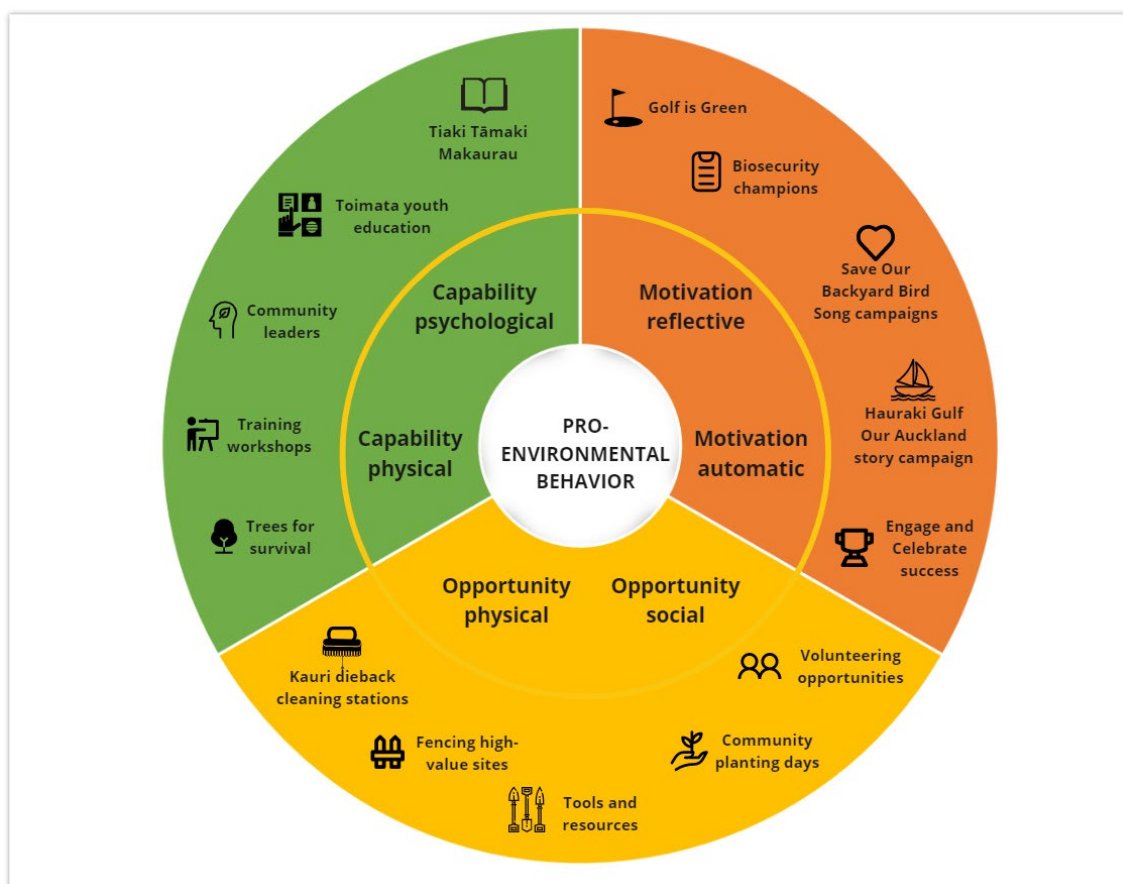 Tiaki Tāmaki
Makaurau
Toimata youth
education
Community
leaders
Training
workshops
Trees for
survival
Capability
psychological
Capability
physical
Golf is Green
Biosecurity
champions
Save Our
Backyard Bird
Song campaigns
Hauraki Gulf
Our Auckland
story campaign
Engage and
Celebrate
success
Motivation
reflective
Motivation
automatic
PRO-
ENVIRONMENTAL
BEHAVIOR
Opportunity
physical
Opportunity
social
Kauri dieback
cleaning stations
Fencing high-
value sites
Tools and
resources
Community
planting days
Volunteering
opportunities